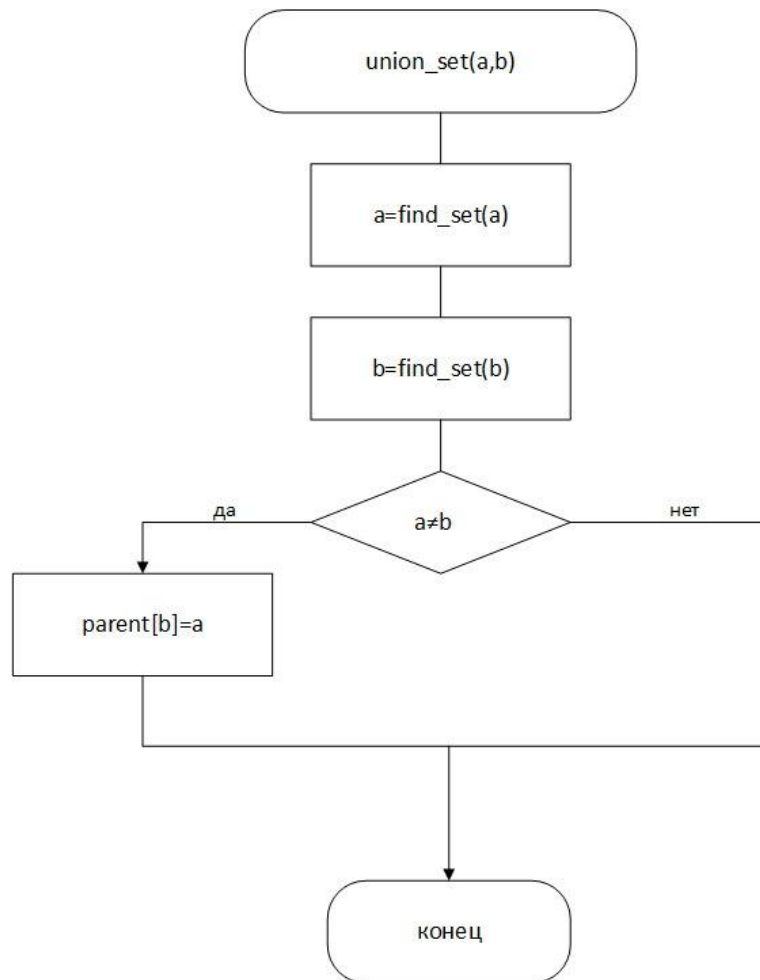 union_set(a,b)
a=find_set(a)
b=find_set(b)
да
a≠b
нет
parent[b]=a
конец